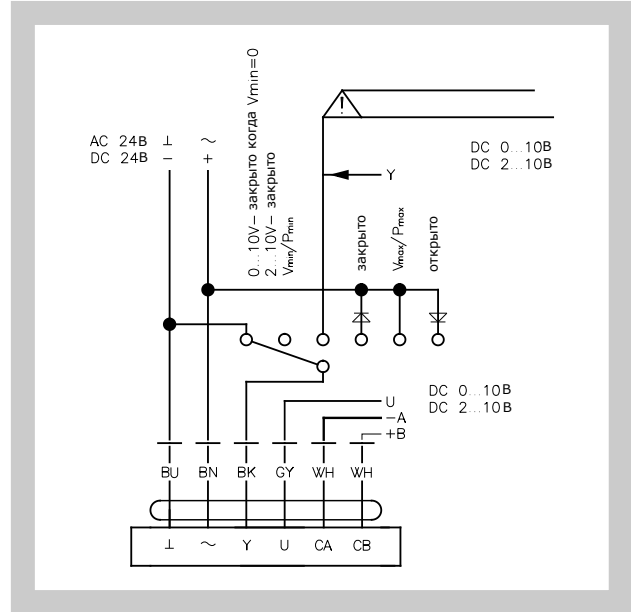 0...10V – закрыто когда Vmin=0
2...10V – закрыто
Vmin/Pmin
AC 24В ⊥ ~
DC 24В – +
!
DC 0...10В
DC 2...10В
Y
закрыто
Vmax/Pmax
открыто
U
DC 0...10В
DC 2...10В
–A
+B
BU BN BK GY WH WH
⊥ ~ Y U CA CB